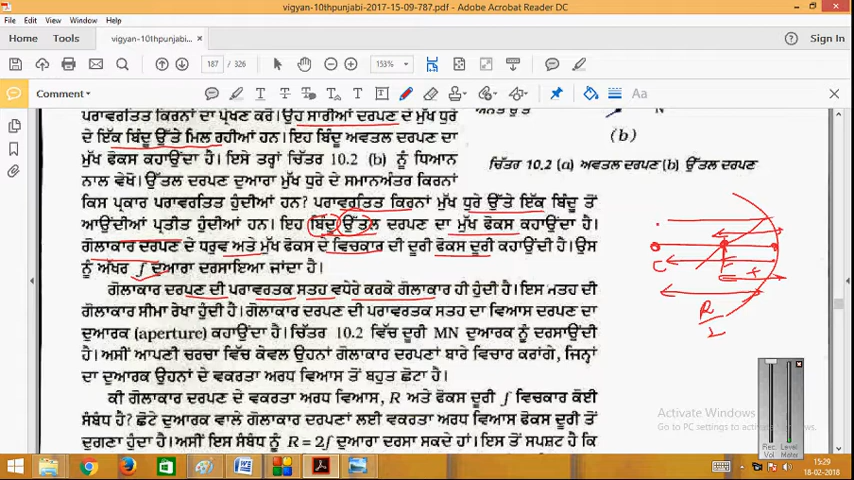 vigyan-10thpunjabi-2017-15-09-787.pdf - Adobe Acrobat Reader DC
File Edit View Window Help
Home Tools vigyan-10thpunjabi... × Sign In
187 / 326 153%
Comment
ਪਰਾਵਰਤਿਤ ਕਿਰਨਾਂ ਦਾ ਪ੍ਰੇਖਣ ਕਰੋ। ਉਹ ਸਾਰੀਆਂ ਦਰਪਣ ਦੇ ਮੁੱਖ ਧੁਰੇ
ਦੇ ਇੱਕ ਬਿੰਦੂ ਉੱਤੇ ਮਿਲ ਰਹੀਆਂ ਹਨ। ਇਹ ਬਿੰਦੂ ਅਵਤਲ ਦਰਪਣ ਦਾ
ਮੁੱਖ ਫੋਕਸ ਕਹਾਉਂਦਾ ਹੈ। ਇਸੇ ਤਰ੍ਹਾਂ ਚਿੱਤਰ 10.2 (b) ਨੂੰ ਧਿਆਨ
ਨਾਲ ਵੇਖੋ। ਉੱਤਲ ਦਰਪਣ ਦੁਆਰਾ ਮੁੱਖ ਧੁਰੇ ਦੇ ਸਮਾਨਅੰਤਰ ਕਿਰਨਾਂ
ਕਿਸ ਪ੍ਰਕਾਰ ਪਰਾਵਰਤਿਤ ਹੁੰਦੀਆਂ ਹਨ? ਪਰਾਵਰਤਿਤ ਕਿਰਨਾਂ ਮੁੱਖ ਧੁਰੇ ਉੱਤੇ ਇੱਕ ਬਿੰਦੂ ਤੋਂ
ਆਉਂਦੀਆਂ ਪ੍ਰਤੀਤ ਹੁੰਦੀਆਂ ਹਨ। ਇਹ ਬਿੰਦੂ ਉੱਤਲ ਦਰਪਣ ਦਾ ਮੁੱਖ ਫੋਕਸ ਕਹਾਉਂਦਾ ਹੈ।
ਗੋਲਾਕਾਰ ਦਰਪਣ ਦੇ ਧਰੁਵ ਅਤੇ ਮੁੱਖ ਫੋਕਸ ਦੇ ਵਿਚਕਾਰ ਦੀ ਦੂਰੀ ਫੋਕਸ ਦੂਰੀ ਕਹਾਉਂਦੀ ਹੈ। ਉਸ
ਨੂੰ ਅੱਖਰ f ਦੁਆਰਾ ਦਰਸਾਇਆ ਜਾਂਦਾ ਹੈ।
ਗੋਲਾਕਾਰ ਦਰਪਣ ਦੀ ਪਰਾਵਰਤਕ ਸਤਹ ਵਧੇਰੇ ਕਰਕੇ ਗੋਲਾਕਾਰ ਹੀ ਹੁੰਦੀ ਹੈ। ਇਸ ਸਤਹ ਦੀ
ਗੋਲਾਕਾਰ ਸੀਮਾ ਰੇਖਾ ਹੁੰਦੀ ਹੈ। ਗੋਲਾਕਾਰ ਦਰਪਣ ਦੀ ਪਰਾਵਰਤਕ ਸਤਹ ਦਾ ਵਿਆਸ ਦਰਪਣ ਦਾ
ਦੁਆਰਕ (aperture) ਕਹਾਉਂਦਾ ਹੈ। ਚਿੱਤਰ 10.2 ਵਿੱਚ ਦੂਰੀ MN ਦੁਆਰਕ ਨੂੰ ਦਰਸਾਉਂਦੀ
ਹੈ। ਅਸੀਂ ਆਪਣੀ ਚਰਚਾ ਵਿੱਚ ਕੇਵਲ ਉਹਨਾਂ ਗੋਲਾਕਾਰ ਦਰਪਣਾਂ ਬਾਰੇ ਵਿਚਾਰ ਕਰਾਂਗੇ, ਜਿਨ੍ਹਾਂ
ਦਾ ਦੁਆਰਕ ਉਹਨਾਂ ਦੇ ਵਕਰਤਾ ਅਰਧ ਵਿਆਸ ਤੋਂ ਬਹੁਤ ਛੋਟਾ ਹੈ।
ਕੀ ਗੋਲਾਕਾਰ ਦਰਪਣ ਦੇ ਵਕਰਤਾ ਅਰਧ ਵਿਆਸ, R ਅਤੇ ਫੋਕਸ ਦੂਰੀ f ਵਿਚਕਾਰ ਕੋਈ
ਸੰਬੰਧ ਹੈ? ਛੋਟੇ ਦੁਆਰਕ ਵਾਲੇ ਗੋਲਾਕਾਰ ਦਰਪਣਾਂ ਲਈ ਵਕਰਤਾ ਅਰਧ ਵਿਆਸ ਫੋਕਸ ਦੂਰੀ ਤੋਂ
ਦੁਗਣਾ ਹੁੰਦਾ ਹੈ। ਅਸੀਂ ਇਸ ਸੰਬੰਧ ਨੂੰ R = 2f ਦੁਆਰਾ ਦਰਸਾ ਸਕਦੇ ਹਾਂ। ਇਸ ਤੋਂ ਸਪਸ਼ਟ ਹੈ ਕਿ
N
(b)
ਚਿੱਤਰ 10.2 (a) ਅਵਤਲ ਦਰਪਣ (b) ਉੱਤਲ ਦਰਪਣ
C F f
R
2
Activate Windows
Go to PC settings to activate Windows.
Rec. Vol Level Meter
15:29
18-02-2018